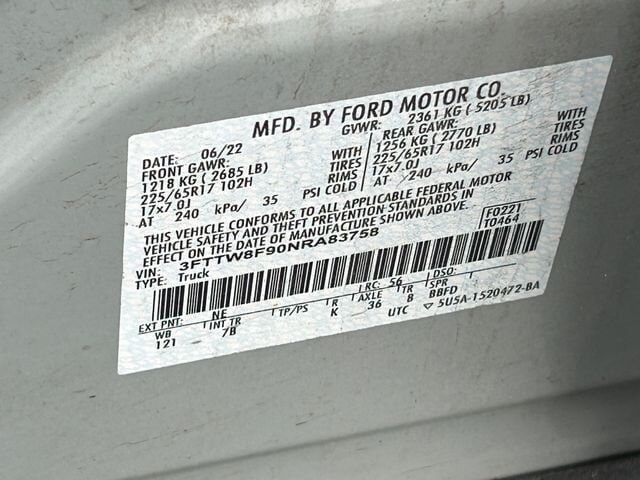 MFD. BY FORD MOTOR CO.
DATE: 06/22 GVWR: 2361 KG ( 5205 LB)
FRONT GAWR: REAR GAWR:
1218 KG ( 2685 LB) WITH 1256 KG ( 2770 LB) WITH
225/65R17 102H TIRES 225/65R17 102H TIRES
17x7.0J RIMS 17x7.0J RIMS
AT 240 kPa/ 35 PSI COLD AT 240 kPa/ 35 PSI COLD
THIS VEHICLE CONFORMS TO ALL APPLICABLE FEDERAL MOTOR
VEHICLE SAFETY AND THEFT PREVENTION STANDARDS IN
EFFECT ON THE DATE OF MANUFACTURE SHOWN ABOVE.
VIN: 3FTTW8F90NRA83758 F0221
TYPE: Truck T0464
EXT PNT: NE RC: 56 DSO:
WB INT TR TP/PS R AXLE TR SPR
121 7B K 36 8 BBFD
UTC ▽ 5U5A-1520472-BA